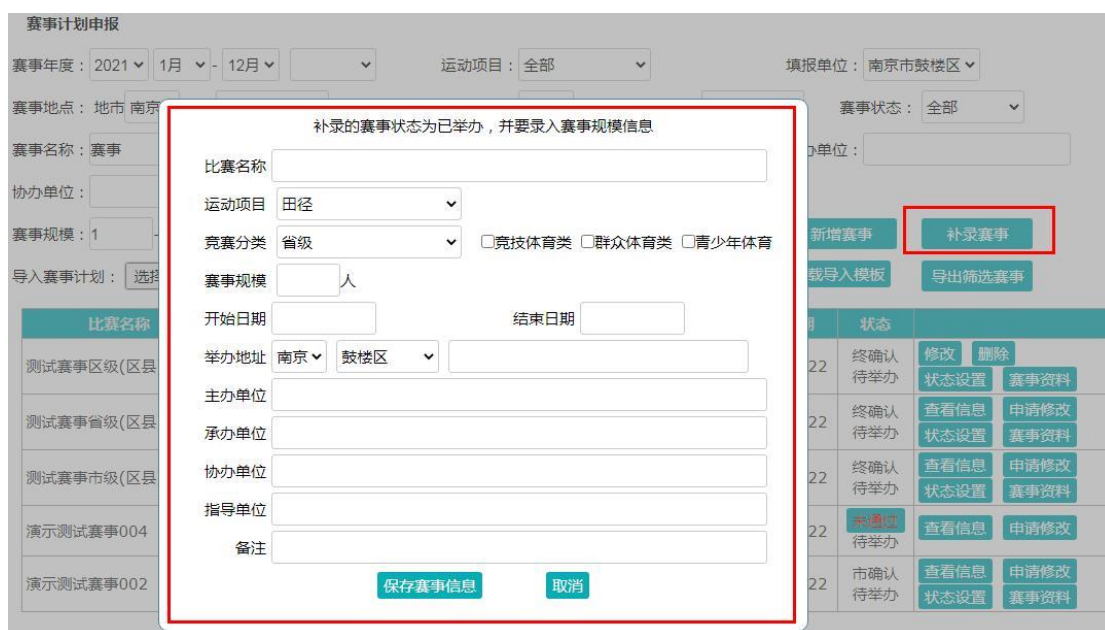 赛事计划申报
赛事年度： 2021 1月 - 12月 运动项目： 全部 填报单位： 南京市鼓楼区
赛事地点： 地市 南京 赛事状态： 全部
补录的赛事状态为已举办，并要录入赛事规模信息
赛事名称： 赛事 办单位：
比赛名称
协办单位：
运动项目 田径
赛事规模： 1 - 新增赛事 补录赛事
竞赛分类 省级 竞技体育类 群众体育类 青少年体育
导入赛事计划： 选择 载导入模板 导出筛选赛事
赛事规模 人
开始日期 结束日期
比赛名称 期 状态
举办地址 南京 鼓楼区
测试赛事区级(区县 22 终确认 待举办 修改 删除 状态设置 赛事资料
主办单位
测试赛事省级(区县 22 终确认 待举办 查看信息 申请修改 状态设置 赛事资料
承办单位
协办单位
测试赛事市级(区县 22 终确认 待举办 查看信息 申请修改 状态设置 赛事资料
指导单位
演示测试赛事004 22 未通过 待举办 查看信息 申请修改
备注
演示测试赛事002 22 市确认 待举办 查看信息 申请修改 状态设置 赛事资料
保存赛事信息 取消